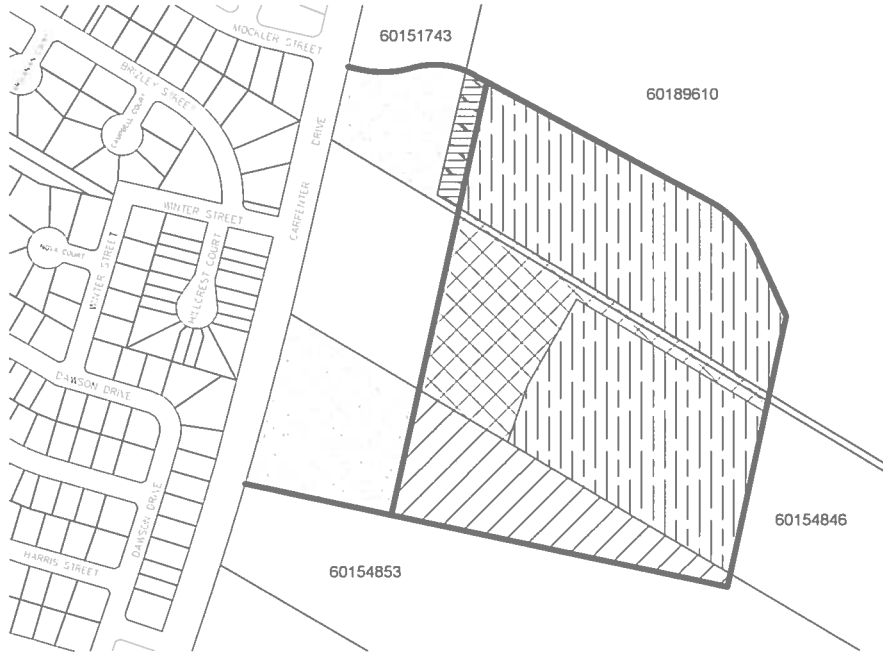 60151743
MOCKLER STREET
60189610
BRIZLEY STREET
CAMPBELL COURT
CARPENTER DRIVE
WINTER STREET
NOVA COURT
WINTER STREET
HILLCREST COURT
DAWSON DRIVE
DAWSON DRIVE
60154846
HARRIS STREET
60154853